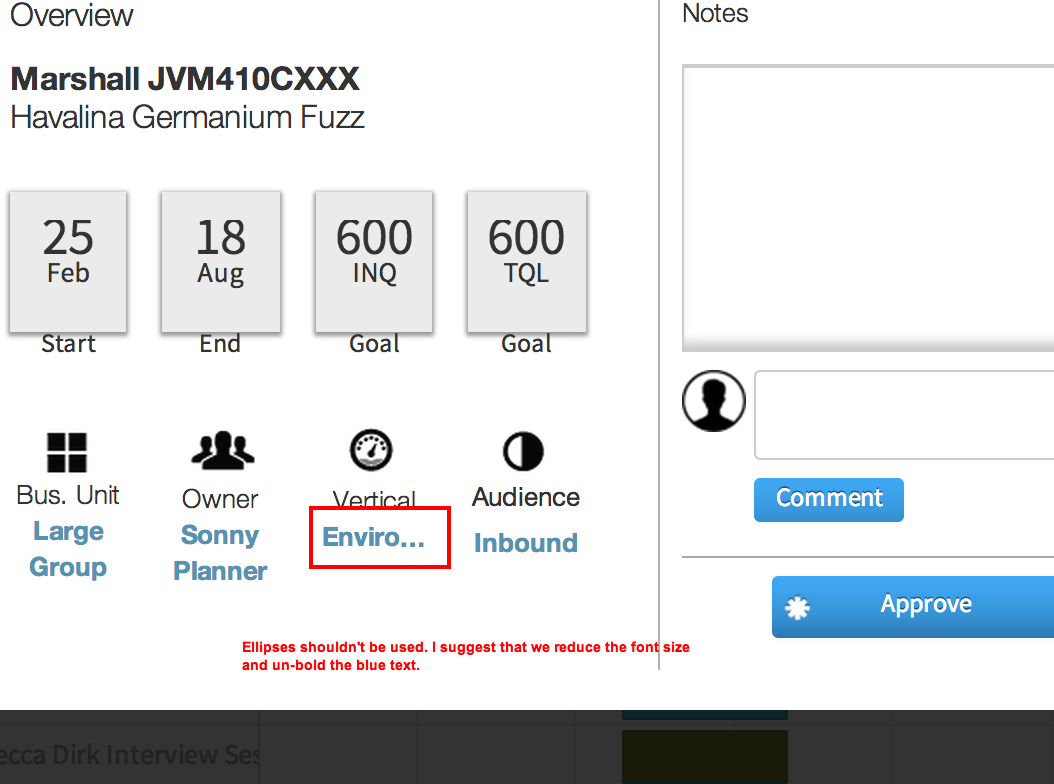 Overview
Notes
Marshall JVM410CXXX
Havalina Germanium Fuzz
25
Feb
Start
18
Aug
End
600
INQ
Goal
600
TQL
Goal
Bus. Unit
Large
Group
Owner
Sonny
Planner
Vertical
Enviro...
Audience
Inbound
Comment
Approve
Ellipses shouldn't be used. I suggest that we reduce the font size
and un-bold the blue text.
Dirk Interview